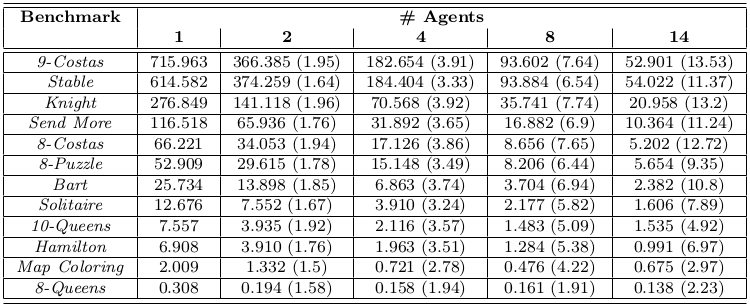 Benchmark # Agents
1 2 4 8 14
9-Costas 715.963 366.385 (1.95) 182.654 (3.91) 93.602 (7.64) 52.901 (13.53)
Stable 614.582 374.259 (1.64) 184.404 (3.33) 93.884 (6.54) 54.022 (11.37)
Knight 276.849 141.118 (1.96) 70.568 (3.92) 35.741 (7.74) 20.958 (13.2)
Send More 116.518 65.936 (1.76) 31.892 (3.65) 16.882 (6.9) 10.364 (11.24)
8-Costas 66.221 34.053 (1.94) 17.126 (3.86) 8.656 (7.65) 5.202 (12.72)
8-Puzzle 52.909 29.615 (1.78) 15.148 (3.49) 8.206 (6.44) 5.654 (9.35)
Bart 25.734 13.898 (1.85) 6.863 (3.74) 3.704 (6.94) 2.382 (10.8)
Solitaire 12.676 7.552 (1.67) 3.910 (3.24) 2.177 (5.82) 1.606 (7.89)
10-Queens 7.557 3.935 (1.92) 2.116 (3.57) 1.483 (5.09) 1.535 (4.92)
Hamilton 6.908 3.910 (1.76) 1.963 (3.51) 1.284 (5.38) 0.991 (6.97)
Map Coloring 2.009 1.332 (1.5) 0.721 (2.78) 0.476 (4.22) 0.675 (2.97)
8-Queens 0.308 0.194 (1.58) 0.158 (1.94) 0.161 (1.91) 0.138 (2.23)